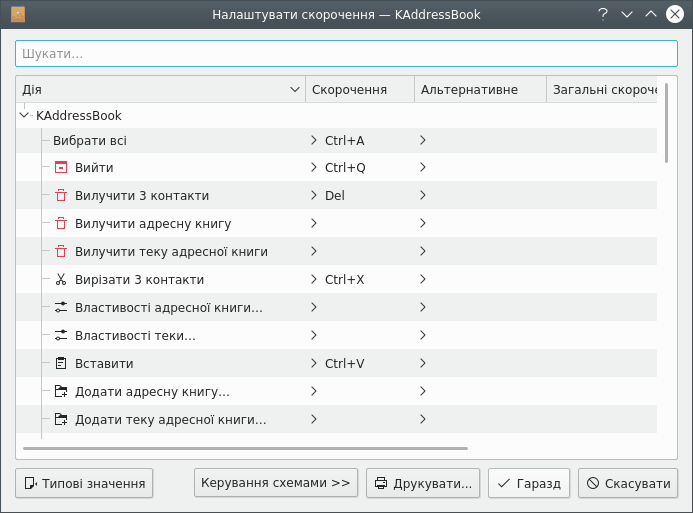 Налаштувати скорочення — KAddressBook
Шукати…
Дія Скорочення Альтернативне Загальні скороче
KAddressBook
Вибрати всі Ctrl+A
Вийти Ctrl+Q
Вилучити 3 контакти Del
Вилучити адресну книгу
Вилучити теку адресної книги
Вирізати 3 контакти Ctrl+X
Властивості адресної книги…
Властивості теки…
Вставити Ctrl+V
Додати адресну книгу…
Додати теку адресної книги…
Типові значення Керування схемами >> Друкувати... Гаразд Скасувати